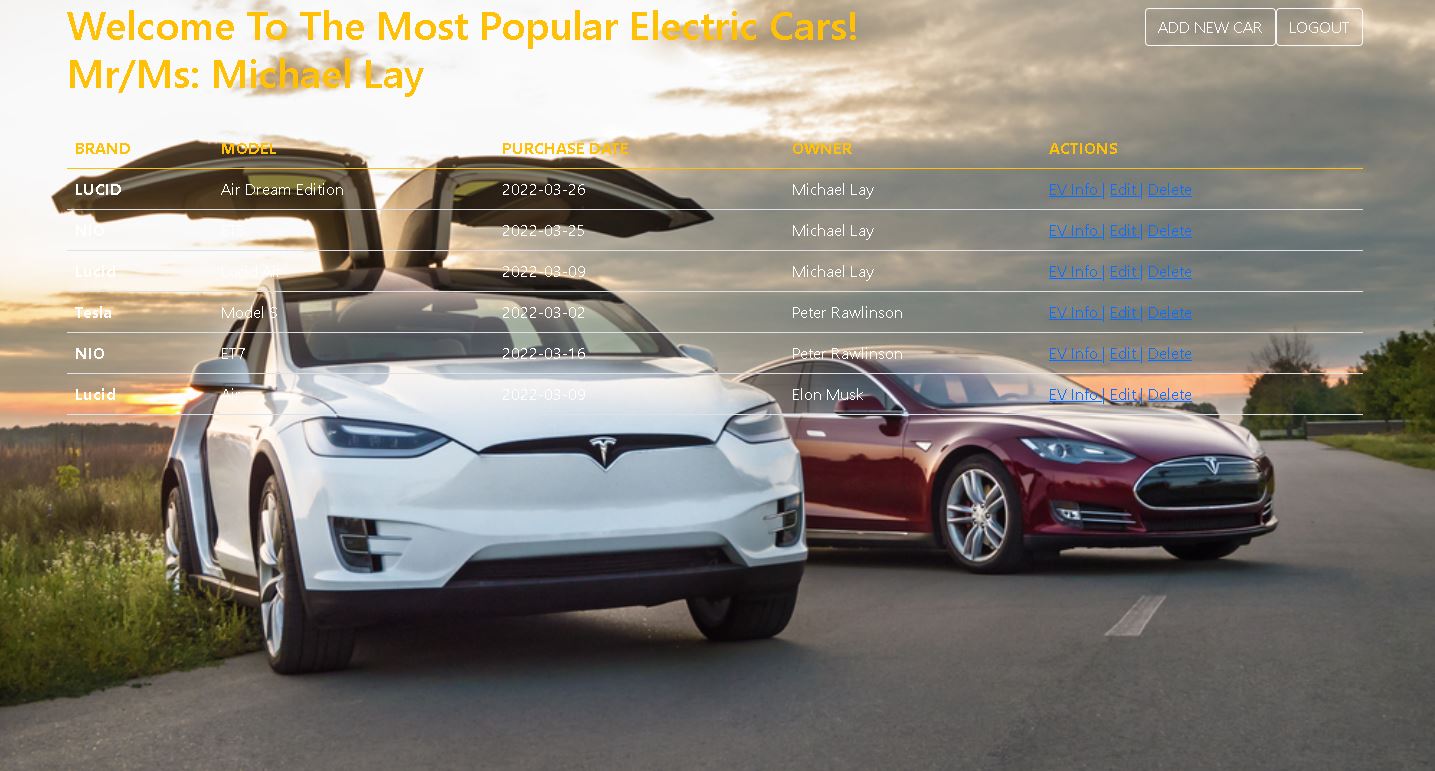 Welcome To The Most Popular Electric Cars!
ADD NEW CAR LOGOUT
Mr/Ms: Michael Lay
BRAND MODEL PURCHASE DATE OWNER ACTIONS
LUCID Air Dream Edition 2022-03-26 Michael Lay EV Info | Edit | Delete
NIO 2022-03-25 Michael Lay EV Info | Edit | Delete
Lucid Lucid Air 2022-03-09 Michael Lay EV Info | Edit | Delete
Tesla Model S 2022-03-02 Peter Rawlinson EV Info | Edit | Delete
NIO ET7 2022-03-16 Peter Rawlinson EV Info | Edit | Delete
Lucid Air 2022-03-09 Elon Musk EV Info | Edit | Delete